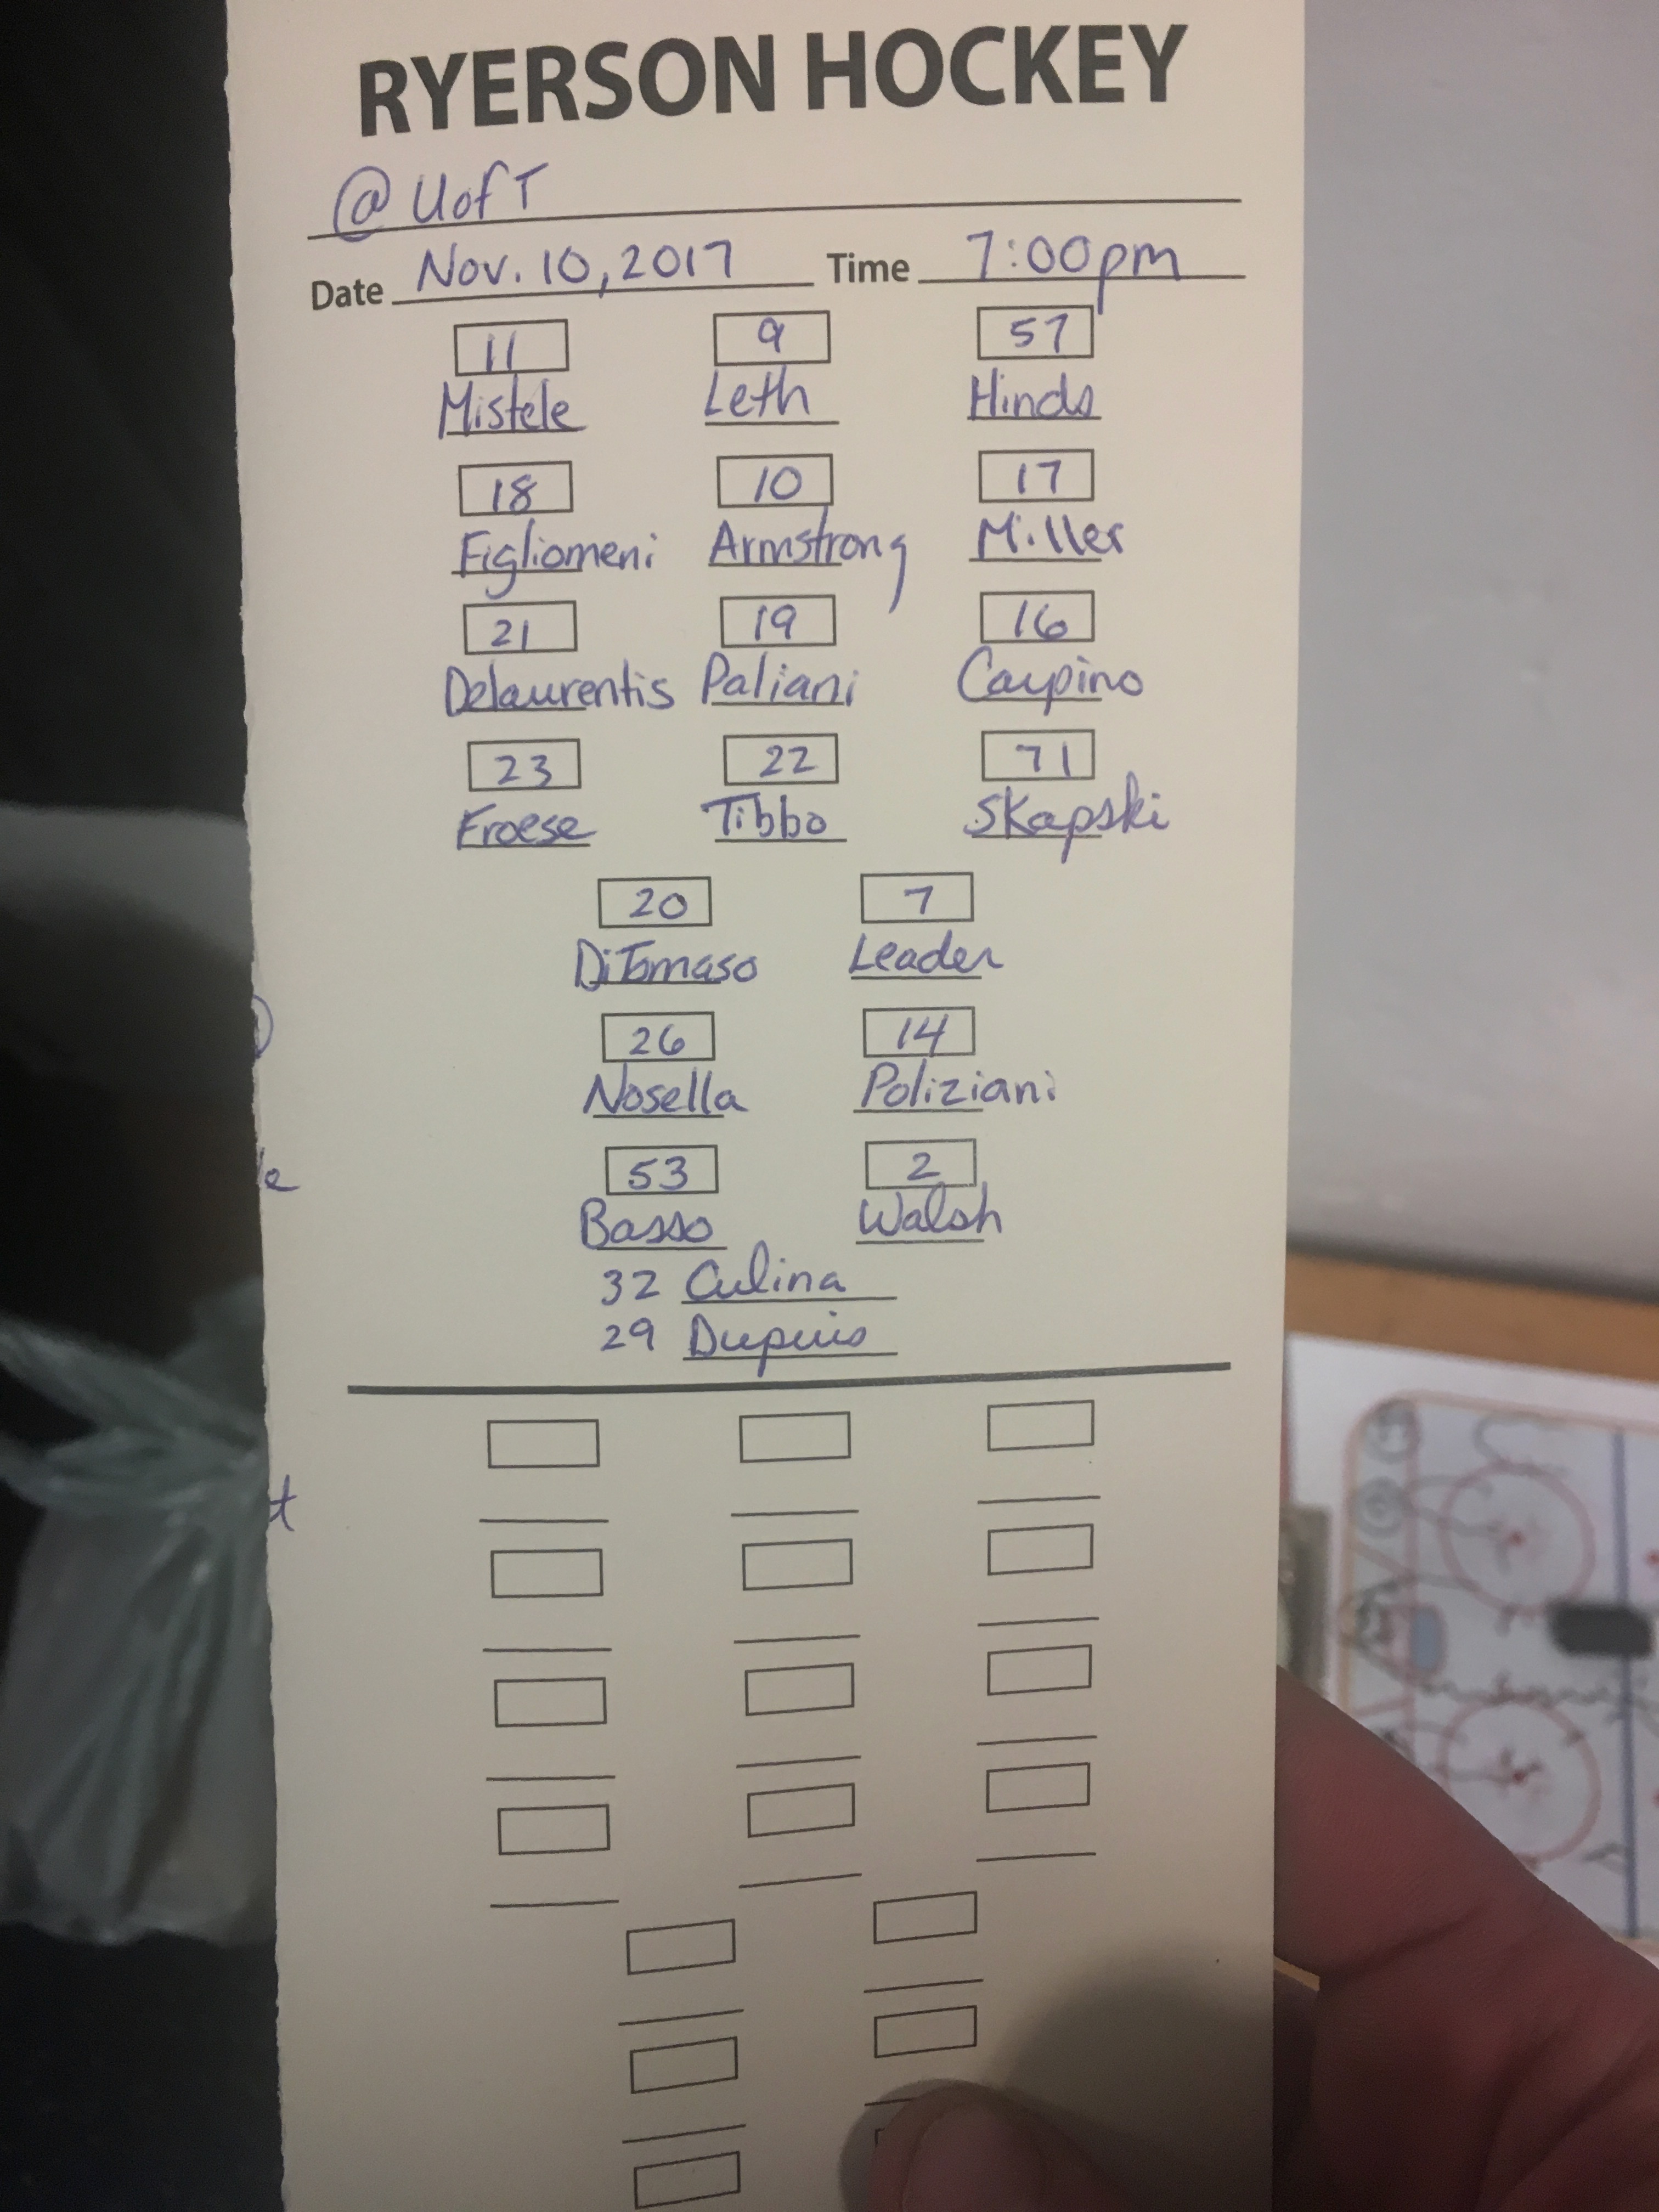 RYERSON HOCKEY
@ UofT
Date Nov. 10, 2017 Time 7:00pm
11 9 57
Mistele Leth Hinds
18 10 17
Figliomeni Armstrong Miller
21 19 16
Delaurentis Paliani Carpino
23 22 71
Froese Tibbo Skapski
20 7
DiTomaso Leader
26 14
Nosella Poliziani
53 2
Basso Walsh
32 Culina
29 Dupuis
e
t